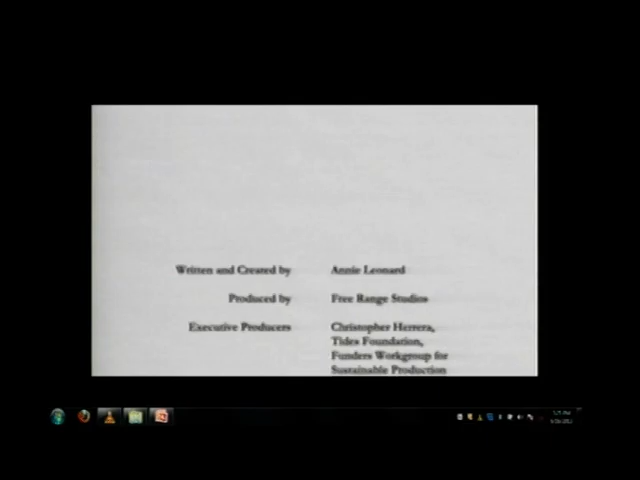 Written and Created by Annie Leonard
Produced by Free Range Studios
Executive Producers Christopher Herrera,
Tides Foundation,
Funders Workgroup for
Sustainable Production